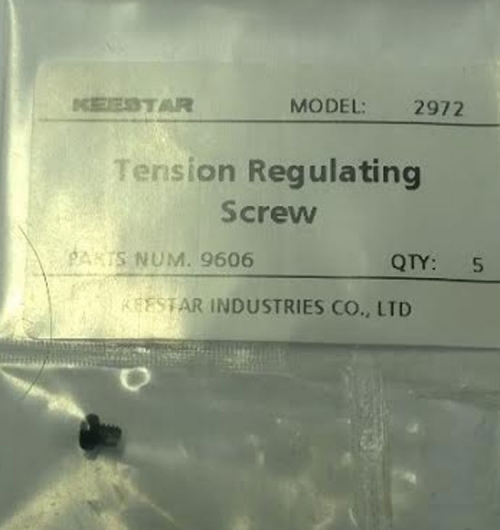 KEESTAR MODEL: 2972
Tension Regulating
Screw
PARTS NUM. 9606 QTY: 5
KEESTAR INDUSTRIES CO., LTD